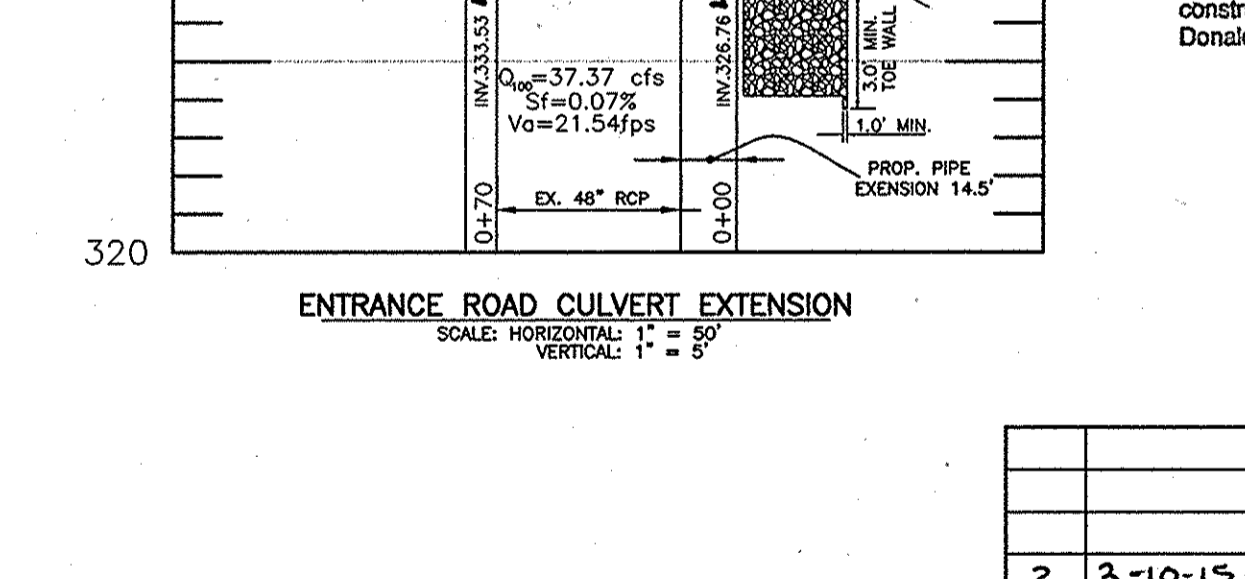 constr
Donald
INV.333.53
Q100=37.37 cfs
Sf=0.07%
Va=21.54fps
INV.326.76
3.0' MIN.
TOE WALL
1.0' MIN.
PROP. PIPE
EXENSION 14.5'
0+70
EX. 48" RCP
0+00
320
ENTRANCE ROAD CULVERT EXTENSION
SCALE: HORIZONTAL: 1" = 50'
VERTICAL: 1" = 5'
2 3-10-15